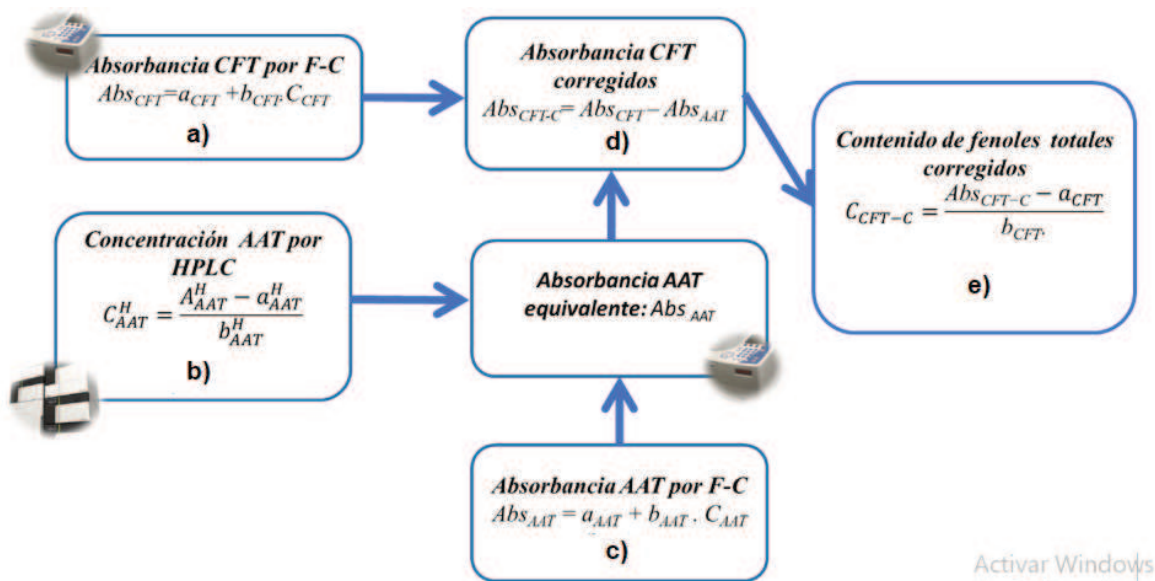 Absorbancia CFT por F-C
Abs_CFT=a_CFT +b_CFT.C_CFT
a)
Concentración AAT por
HPLC
C^H_AAT = (A^H_AAT − a^H_AAT) / b^H_AAT
b)
Absorbancia CFT
corregidos
Abs_CFT-C= Abs_CFT − Abs_AAT
d)
Absorbancia AAT
equivalente: Abs_AAT
Absorbancia AAT por F-C
Abs_AAT = a_AAT + b_AAT . C_AAT
c)
Contenido de fenoles totales
corregidos
C_CFT−C = (Abs_CFT−C − a_CFT) / b_CFT.
e)
Activar Windows